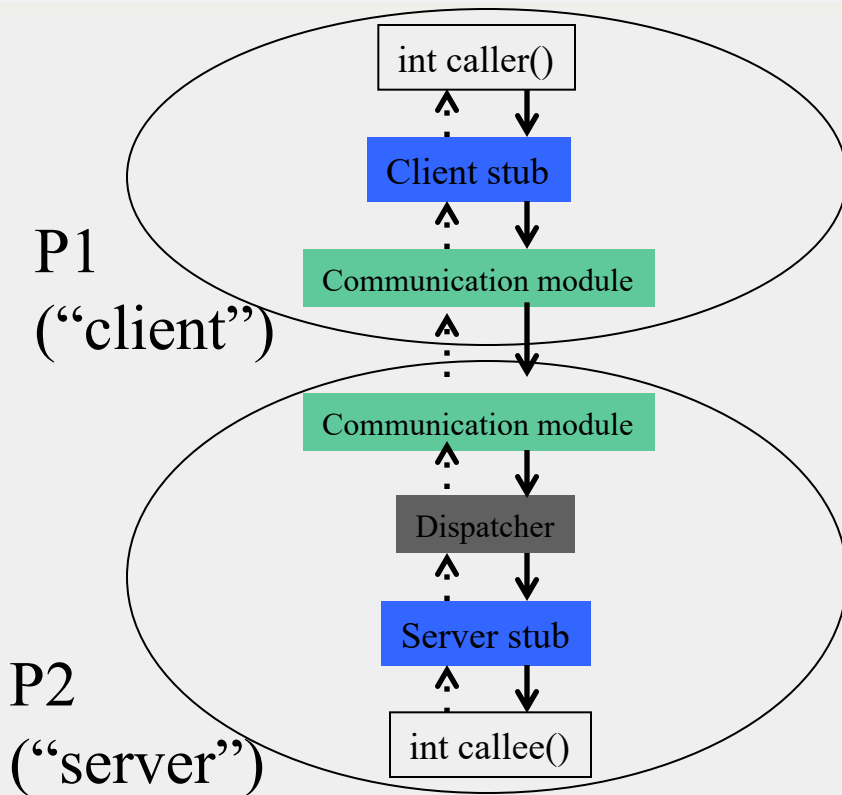 int caller()
Client stub
P1
(“client”)
Communication module
Communication module
Dispatcher
Server stub
P2
(“server”)
int callee()